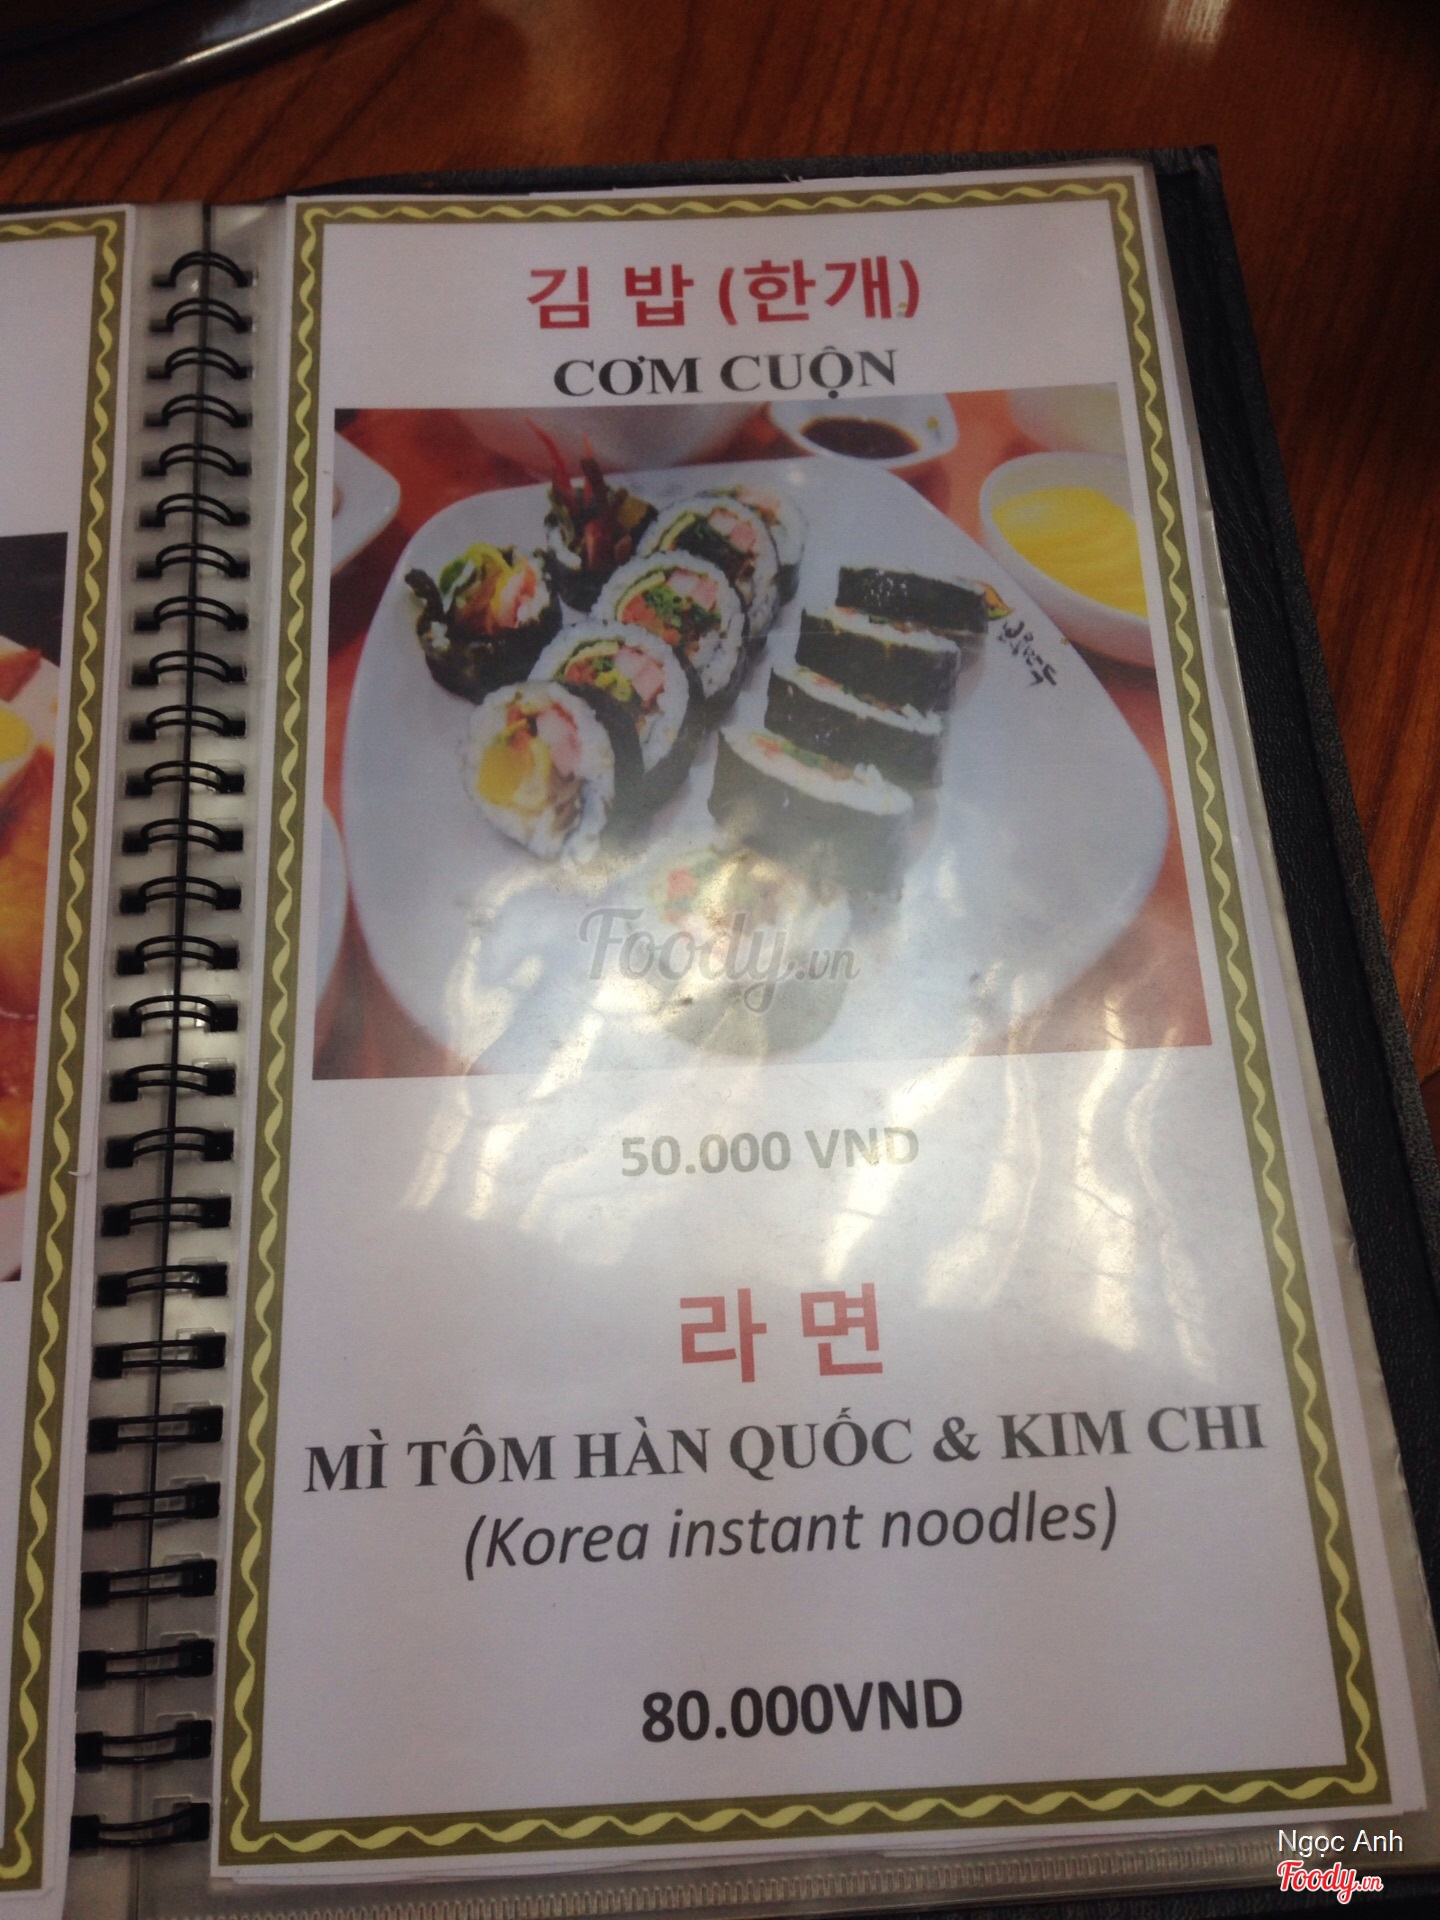 김 밥 (한개)
CƠM CUỘN
Foody.vn
50.000 VND
라 면
MÌ TÔM HÀN QUỐC & KIM CHI
(Korea instant noodles)
80.000VND
Ngọc Anh
Foody.vn